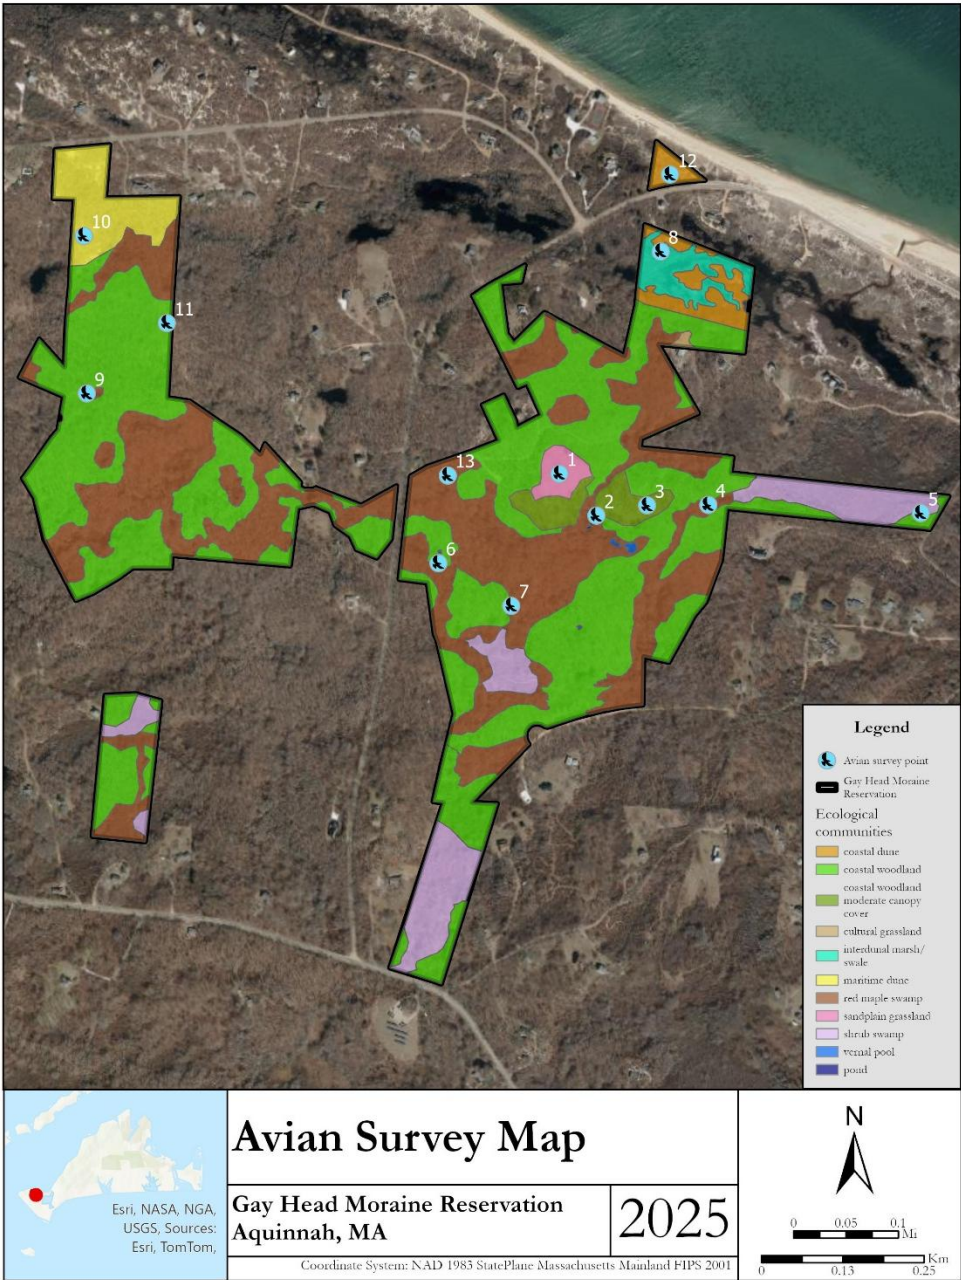 12
8
10
11
9
13
1
2
3
4
5
6
7
Legend
Avian survey point
Gay Head Moraine
Reservation
Ecological
communities
coastal dune
coastal woodland
coastal woodland
moderate canopy
cover
cultural grassland
interdunal marsh/
swale
maritime dune
red maple swamp
sandplain grassland
shrub swamp
vernal pool
pond
Esri, NASA, NGA,
USGS, Sources:
Esri, TomTom,
Avian Survey Map
Gay Head Moraine Reservation
Aquinnah, MA
2025
Coordinate System: NAD 1983 StatePlane Massachusetts Mainland FIPS 2001
N
0 0.05 0.1
Mi
Km
0 0.13 0.25